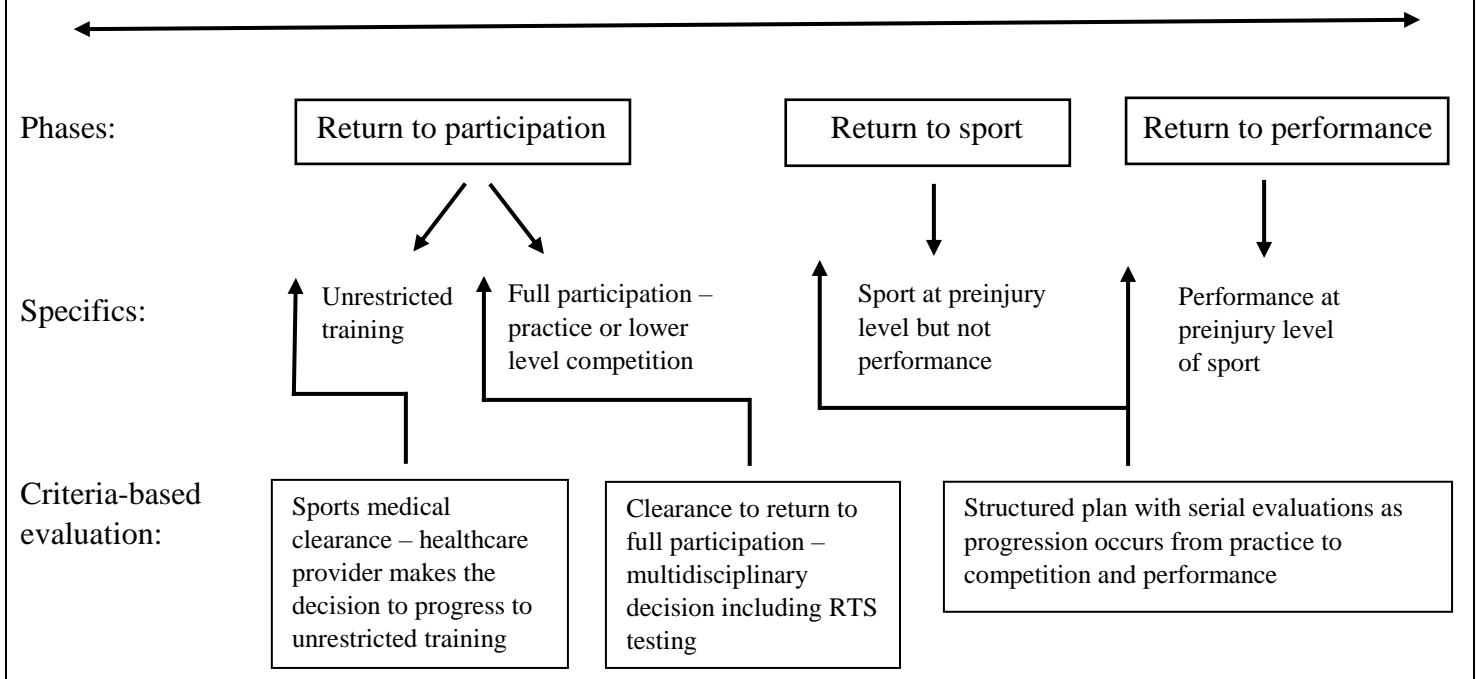 Phases:
Return to participation
Return to sport
Return to performance
Specifics:
Unrestricted
training
Full participation –
practice or lower
level competition
Sport at preinjury
level but not
performance
Performance at
preinjury level
of sport
Criteria-based
evaluation:
Sports medical
clearance – healthcare
provider makes the
decision to progress to
unrestricted training
Clearance to return to
full participation –
multidisciplinary
decision including RTS
testing
Structured plan with serial evaluations as
progression occurs from practice to
competition and performance